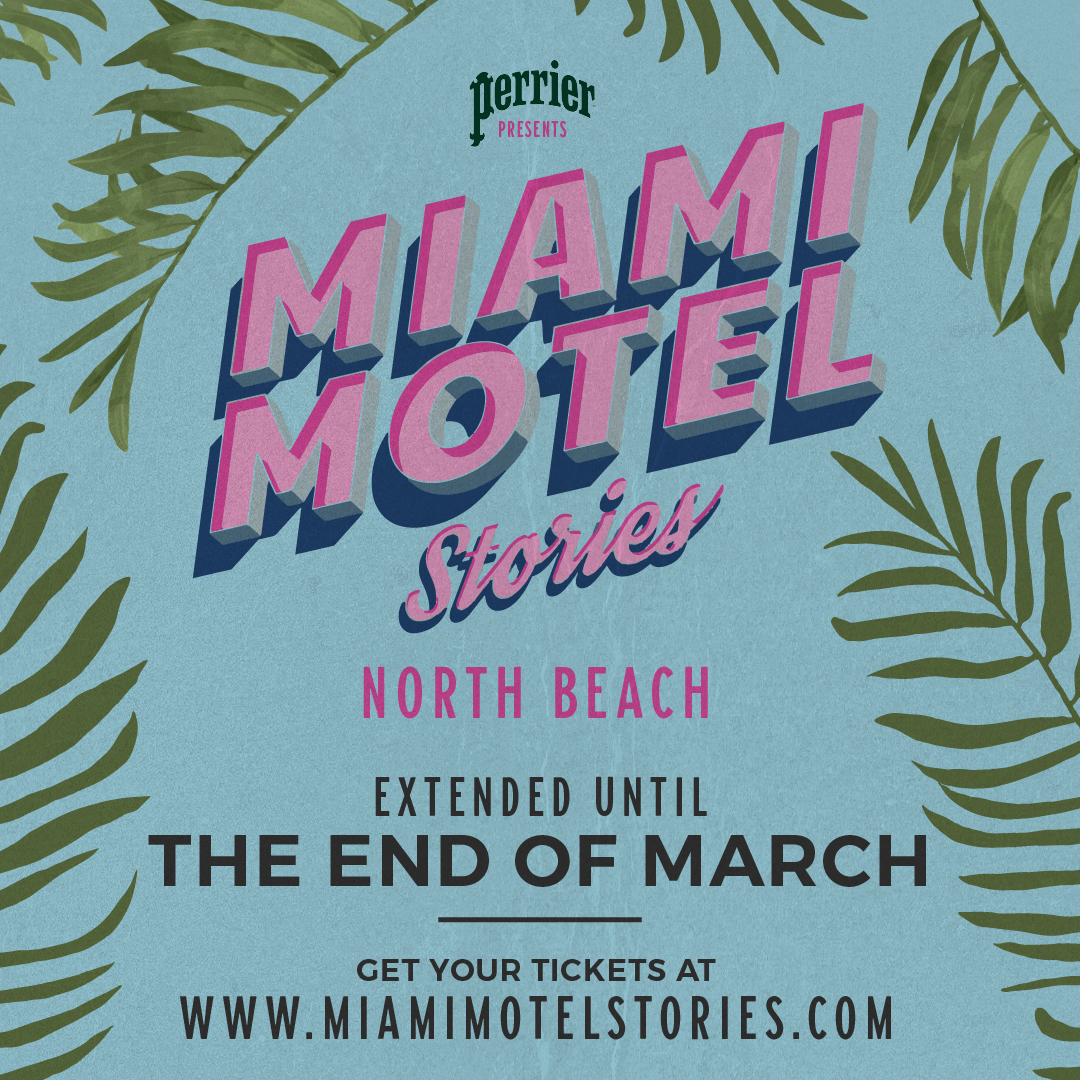 perrier
PRESENTS
MIAMI
MOTEL
Stories
NORTH BEACH
EXTENDED UNTIL
THE END OF MARCH
GET YOUR TICKETS AT
WWW.MIAMIMOTELSTORIES.COM